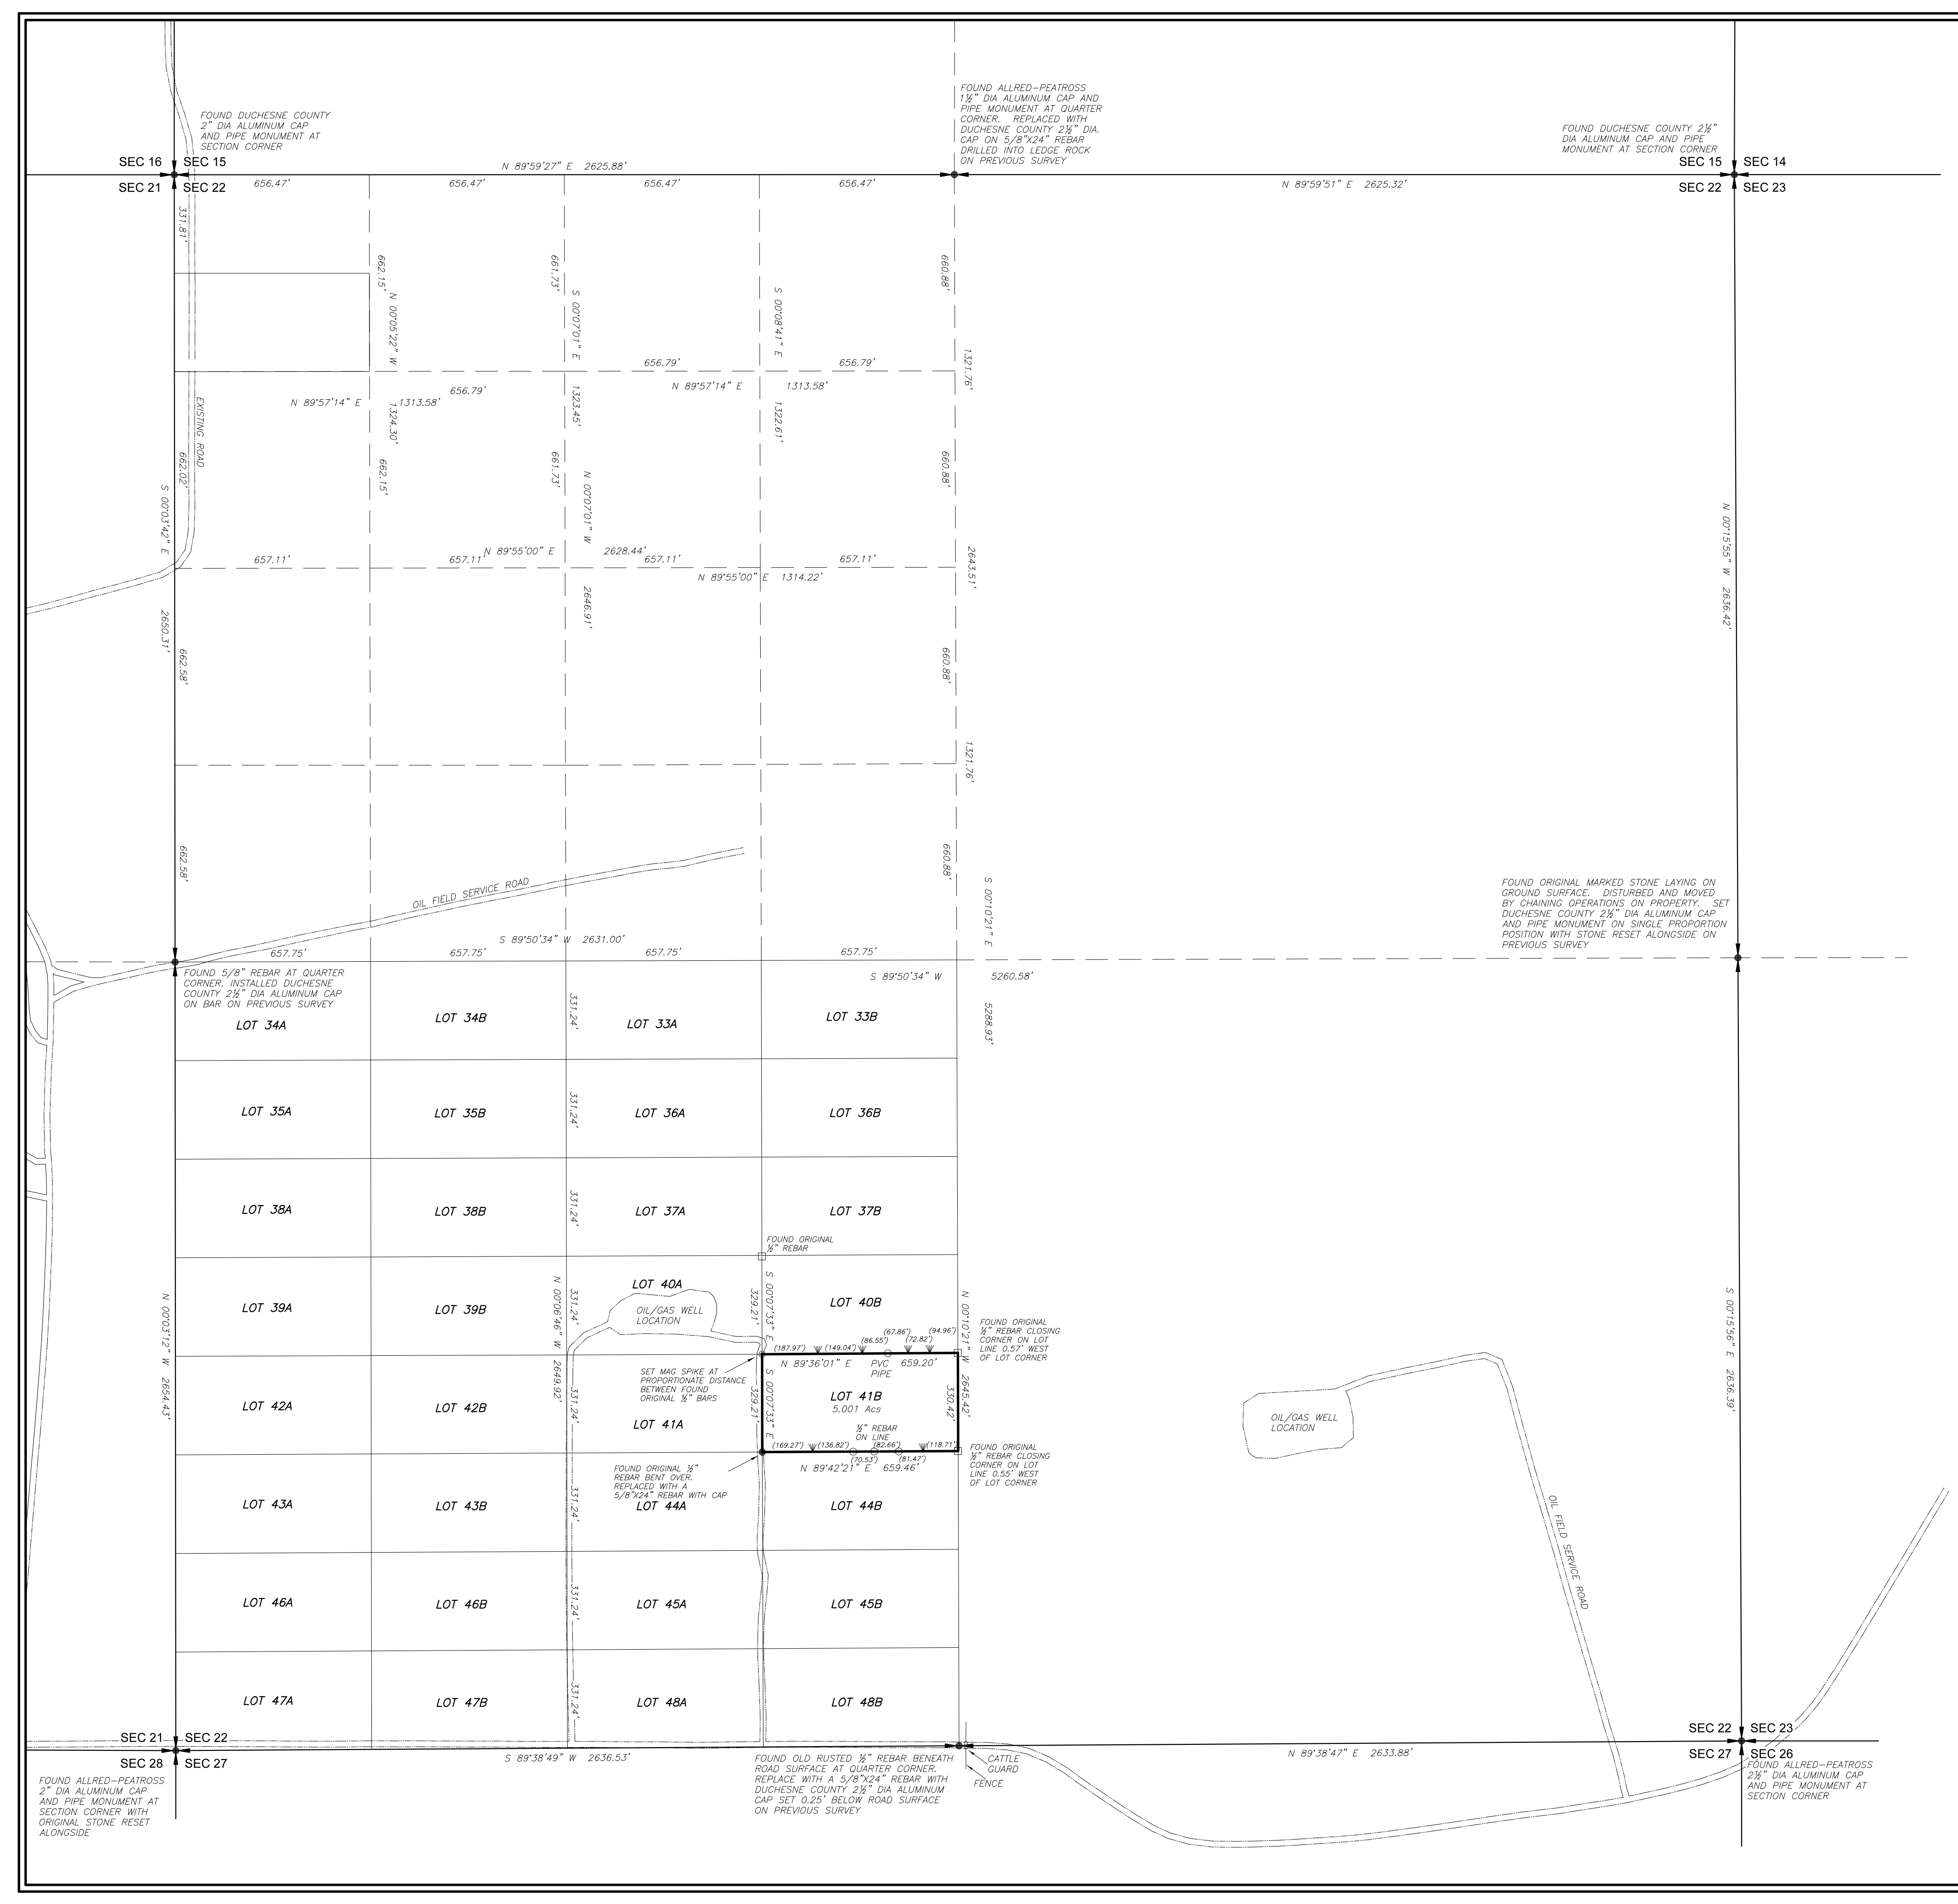 FOUND DUCHESNE COUNTY
2" DIA ALUMINUM CAP
AND PIPE MONUMENT AT
SECTION CORNER
FOUND ALLRED-PEATROSS
1½" DIA ALUMINUM CAP AND
PIPE MONUMENT AT QUARTER
CORNER. REPLACED WITH
DUCHESNE COUNTY 2½" DIA.
CAP ON 5/8"X24" REBAR
DRILLED INTO LEDGE ROCK
ON PREVIOUS SURVEY
FOUND DUCHESNE COUNTY 2½"
DIA ALUMINUM CAP AND PIPE
MONUMENT AT SECTION CORNER
SEC 16 SEC 15
SEC 21 SEC 22
N 89°59'27" E 2625.88'
656.47' 656.47' 656.47' 656.47'
N 89°59'51" E 2625.32'
SEC 15 SEC 14
SEC 22 SEC 23
331.81'
662.15'
N 00°05'22" W
1324.30'
661.73'
S 00°07'01" E
1323.45'
S 00°08'41" E
1322.61'
660.88'
1321.76'
656.79' 656.79'
656.79'
N 89°57'14" E 1313.58'
N 89°57'14" E 1313.58'
EXISTING ROAD
662.02'
662.15'
661.73'
660.88'
N 00°07'01" W
2646.91'
S 00°03'42" E
2650.31'
N 89°55'00" E 2628.44'
657.11' 657.11' 657.11' 657.11'
N 89°55'00" E 1314.22'
2643.51'
N 00°15'55" W 2636.42'
662.58'
660.88'
1321.76'
662.58'
660.88'
OIL FIELD SERVICE ROAD
S 00°10'21" E
5288.93'
FOUND ORIGINAL MARKED STONE LAYING ON
GROUND SURFACE. DISTURBED AND MOVED
BY CHAINING OPERATIONS ON PROPERTY. SET
DUCHESNE COUNTY 2½" DIA ALUMINUM CAP
AND PIPE MONUMENT ON SINGLE PROPORTION
POSITION WITH STONE RESET ALONGSIDE ON
PREVIOUS SURVEY
S 89°50'34" W 2631.00'
657.75' 657.75' 657.75' 657.75'
S 89°50'34" W 5260.58'
FOUND 5/8" REBAR AT QUARTER
CORNER. INSTALLED DUCHESNE
COUNTY 2½" DIA ALUMINUM CAP
ON BAR ON PREVIOUS SURVEY
LOT 34A LOT 34B LOT 33A LOT 33B
331.24'
LOT 35A LOT 35B LOT 36A LOT 36B
331.24'
LOT 38A LOT 38B LOT 37A LOT 37B
331.24'
FOUND ORIGINAL
½" REBAR
LOT 39A LOT 39B LOT 40A LOT 40B
OIL/GAS WELL
LOCATION
N 00°03'12" W 2654.43'
N 00°06'46" W 2649.92'
331.24'
329.21'
S 00°07'33" E
N 00°10'21" W 2645.42'
S 00°15'56" E 2636.39'
FOUND ORIGINAL
½" REBAR CLOSING
CORNER ON LOT
LINE 0.57' WEST
OF LOT CORNER
(187.97') (149.04') (86.55') (67.86') (72.82') (94.96')
N 89°36'01" E 659.20'
PVC
PIPE
SET MAG SPIKE AT
PROPORTIONATE DISTANCE
BETWEEN FOUND
ORIGINAL ½" BARS
329.21'
S 00°07'33" E
LOT 41B
5.001 Acs
330.42'
½" REBAR
ON LINE
LOT 42A LOT 42B LOT 41A
331.24'
(169.27') (136.82') (70.53') (82.66') (81.47') (118.71')
N 89°42'21" E 659.46'
FOUND ORIGINAL
½" REBAR CLOSING
CORNER ON LOT
LINE 0.55' WEST
OF LOT CORNER
OIL/GAS WELL
LOCATION
FOUND ORIGINAL ½"
REBAR BENT OVER.
REPLACED WITH A
5/8"X24" REBAR WITH CAP
LOT 43A LOT 43B LOT 44A LOT 44B
331.24'
OIL FIELD SERVICE ROAD
LOT 46A LOT 46B LOT 45A LOT 45B
331.24'
LOT 47A LOT 47B LOT 48A LOT 48B
331.24'
SEC 21 SEC 22
SEC 28 SEC 27
S 89°38'49" W 2636.53'
N 89°38'47" E 2633.88'
SEC 22 SEC 23
SEC 27 SEC 26
FOUND ALLRED-PEATROSS
2" DIA ALUMINUM CAP
AND PIPE MONUMENT AT
SECTION CORNER WITH
ORIGINAL STONE RESET
ALONGSIDE
FOUND OLD RUSTED ½" REBAR BENEATH
ROAD SURFACE AT QUARTER CORNER.
REPLACE WITH A 5/8"X24" REBAR WITH
DUCHESNE COUNTY 2½" DIA ALUMINUM
CAP SET 0.25' BELOW ROAD SURFACE
ON PREVIOUS SURVEY
CATTLE
GUARD
FENCE
FOUND ALLRED-PEATROSS
2½" DIA ALUMINUM CAP
AND PIPE MONUMENT AT
SECTION CORNER